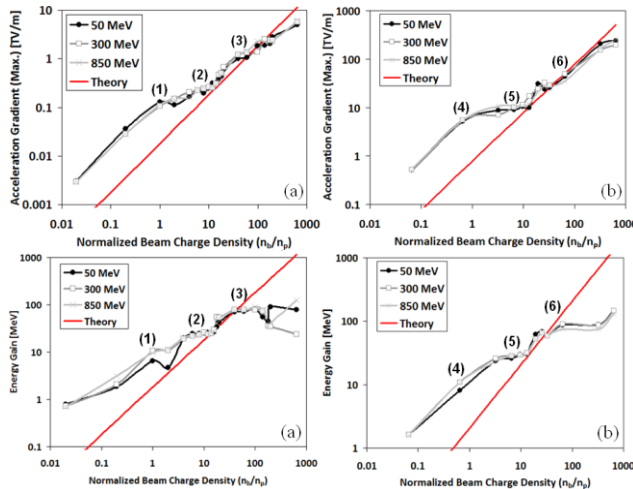 50 MeV
300 MeV
850 MeV
Theory
(1)
(2)
(3)
(a)
10
1
0.1
0.01
0.001
0.01 0.1 1 10 100 1000
Acceleration Gradient (Max.) [TV/m]
Normalized Beam Charge Density (nb/np)
50 MeV
300 MeV
850 MeV
Theory
(4)
(5)
(6)
(b)
1000
100
10
1
0.1
0.01 0.1 1 10 100 1000
Acceleration Gradient (Max.) [TV/m]
Normalized Beam Charge Density (nb/np)
50 MeV
300 MeV
850 MeV
Theory
(1)
(2)
(3)
(a)
1000
100
10
1
0.1
0.01 0.1 1 10 100 1000
Energy Gain [MeV]
Normalized Beam Charge Density (nb/np)
50 MeV
300 MeV
850 MeV
Theory
(4)
(5)
(6)
(b)
1000
100
10
1
0.01 0.1 1 10 100 1000
Energy Gain [MeV]
Normalized Beam Charge Density (nb/np)